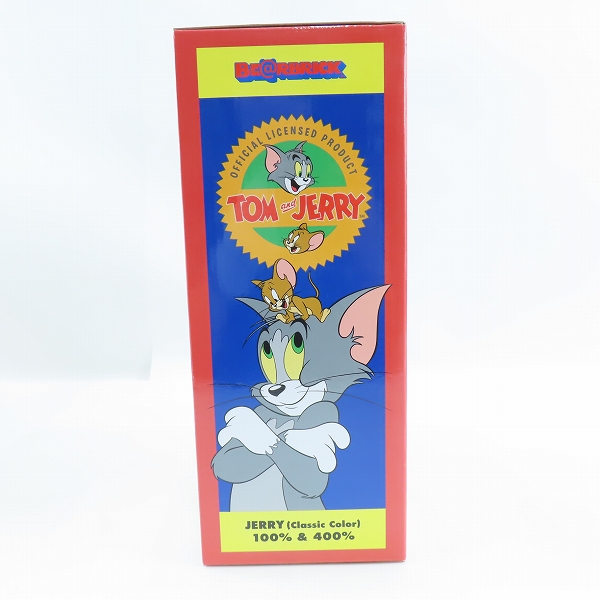 BE@RBRICK
OFFICIAL LICENSED PRODUCT
TOM and JERRY
JERRY (Classic Color)
100% & 400%